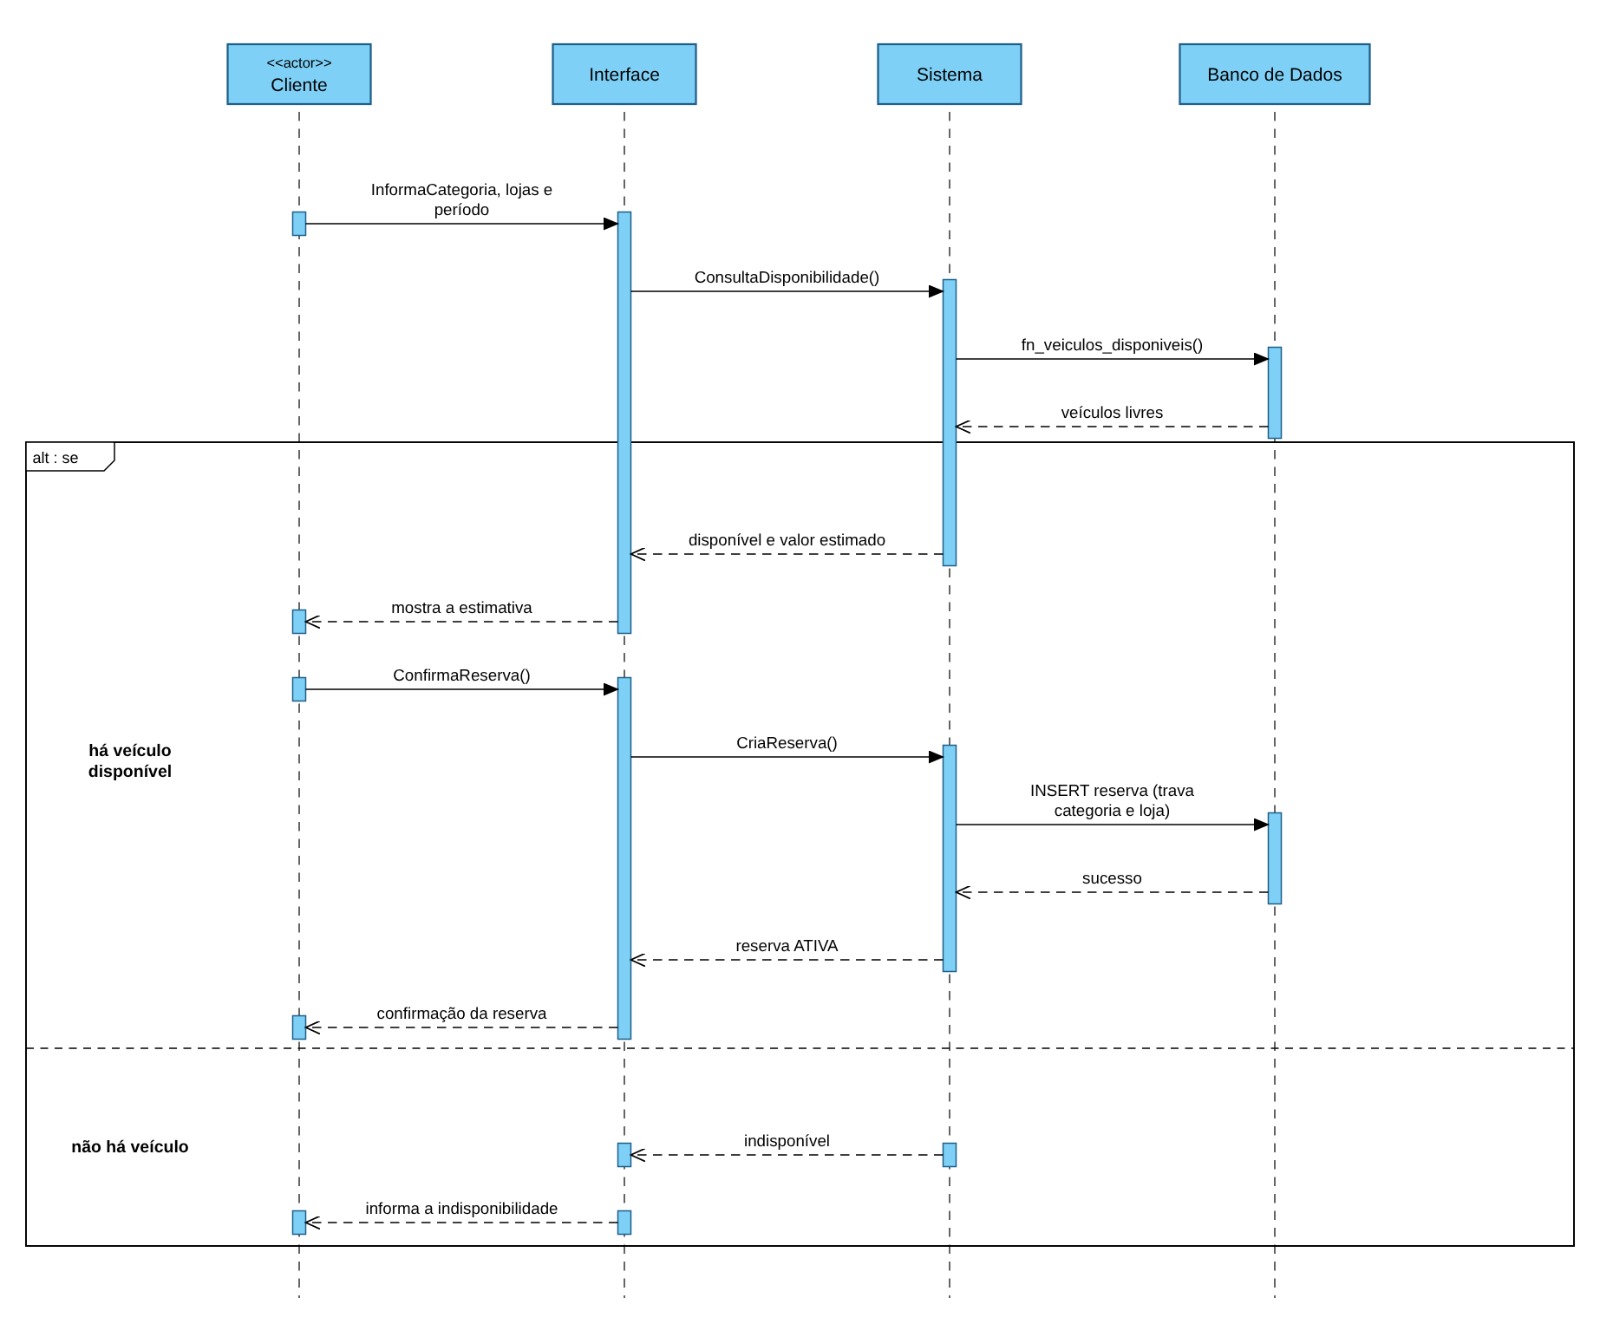 <<actor>>
Cliente
Interface
Sistema
Banco de Dados
InformaCategoria, lojas e
período
ConsultaDisponibilidade()
fn_veiculos_disponiveis()
veículos livres
alt : se
disponível e valor estimado
mostra a estimativa
ConfirmaReserva()
há veículo
disponível
CriaReserva()
INSERT reserva (trava
categoria e loja)
sucesso
reserva ATIVA
confirmação da reserva
não há veículo
indisponível
informa a indisponibilidade